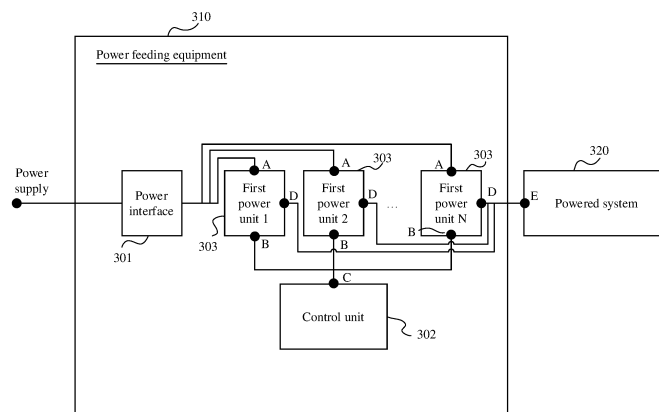 310
Power feeding equipment
303
303
320
Power
supply
Power
interface
301
A
First
power
unit 1
D
B
303
A
First
power
unit 2
D
B
...
A
First
power
unit N
D
B
E
Powered system
C
Control unit
302